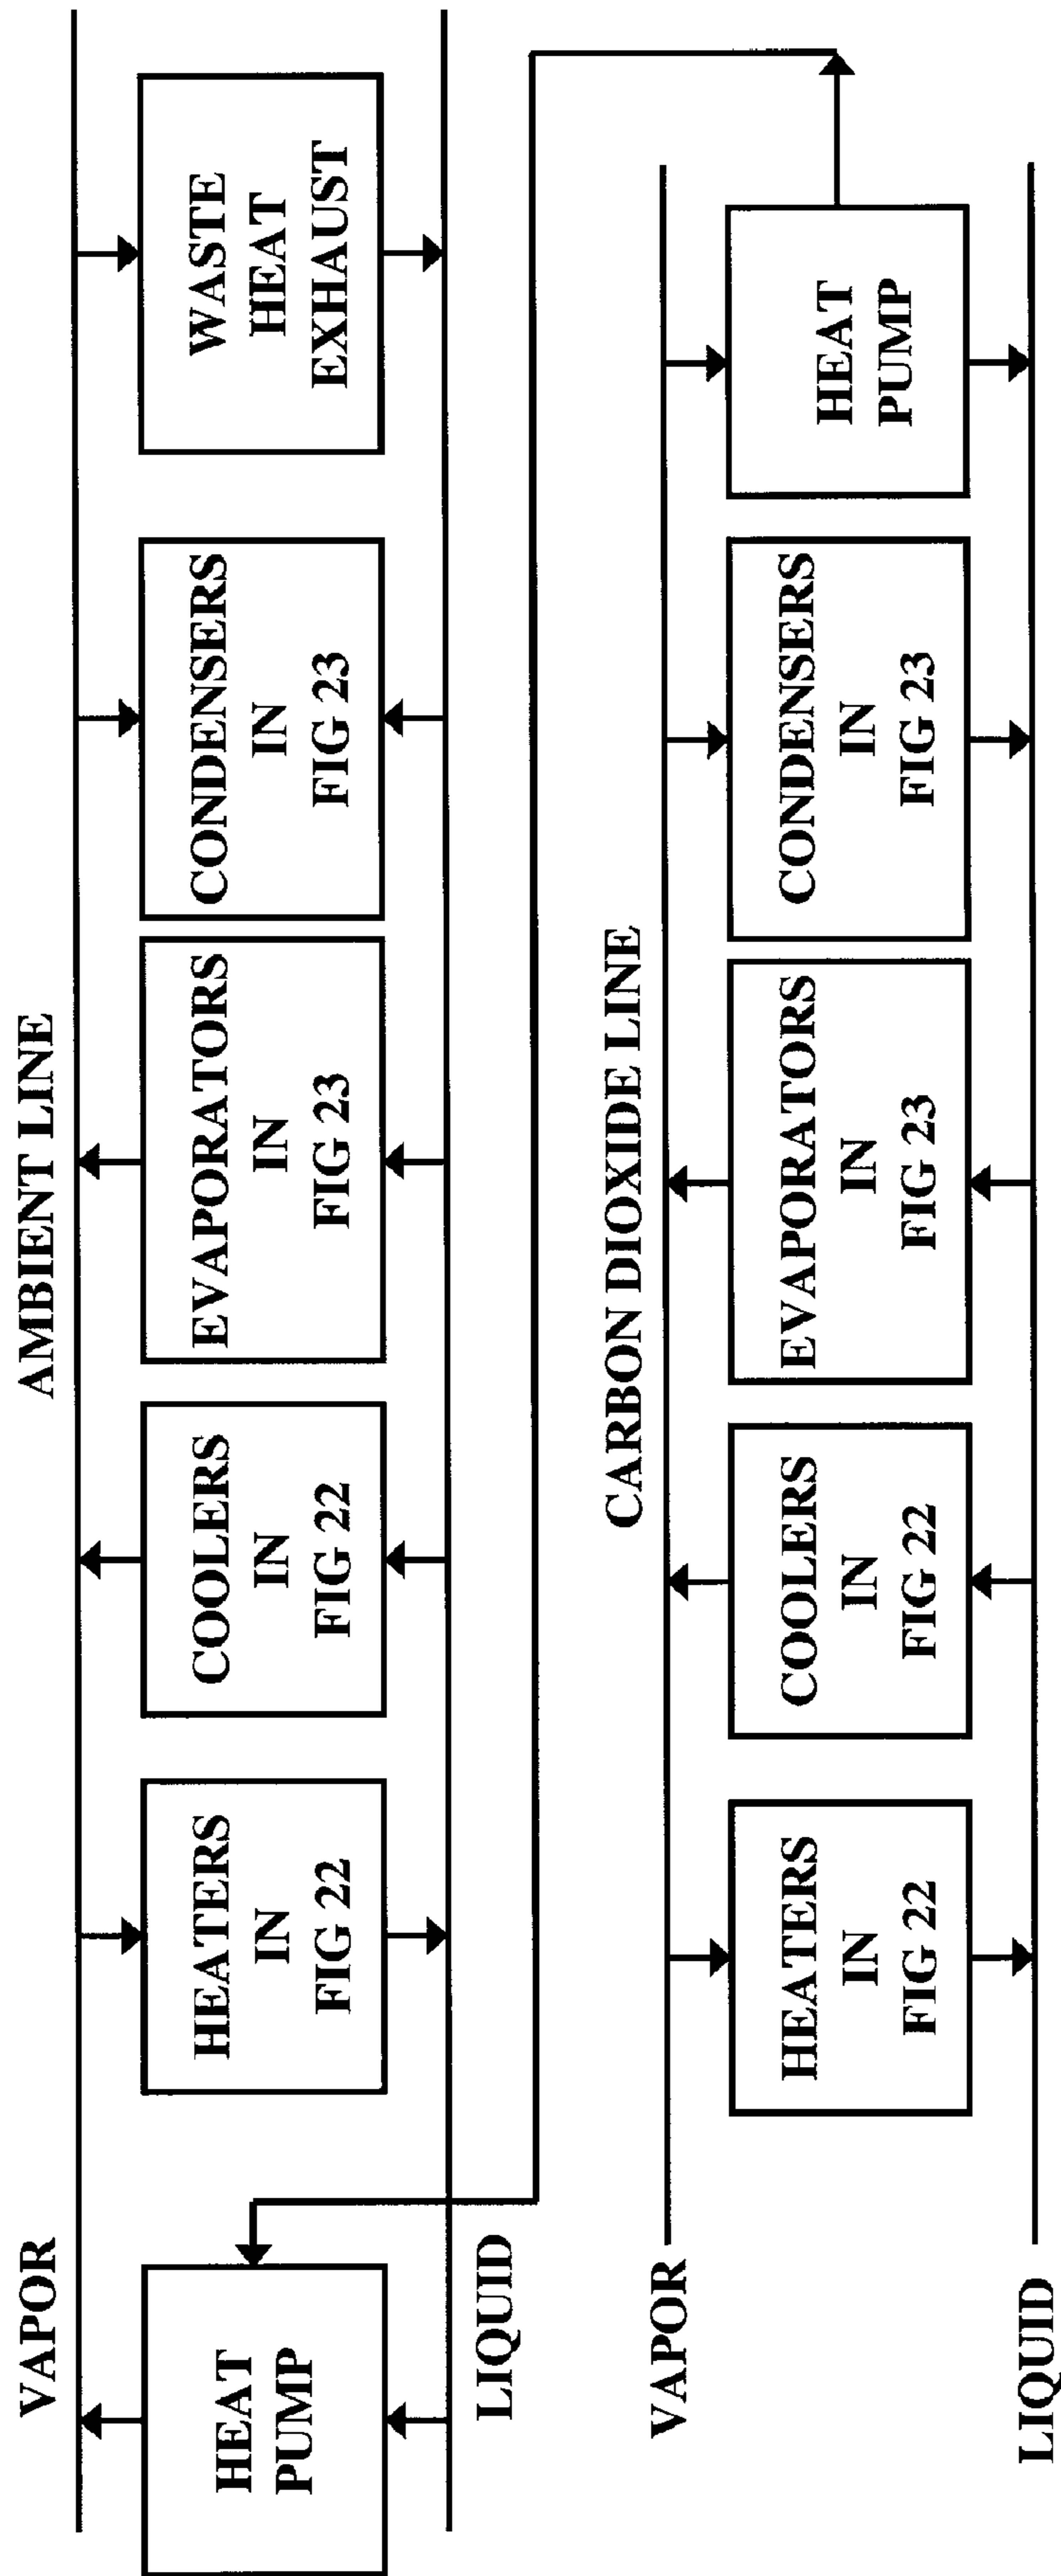 AMBIENT LINE
VAPOR
HEAT
PUMP
HEATERS
IN
FIG 22
COOLERS
IN
FIG 22
EVAPORATORS
IN
FIG 23
CONDENSERS
IN
FIG 23
WASTE
HEAT
EXHAUST
LIQUID
CARBON DIOXIDE LINE
VAPOR
HEATERS
IN
FIG 22
COOLERS
IN
FIG 22
EVAPORATORS
IN
FIG 23
CONDENSERS
IN
FIG 23
HEAT
PUMP
LIQUID